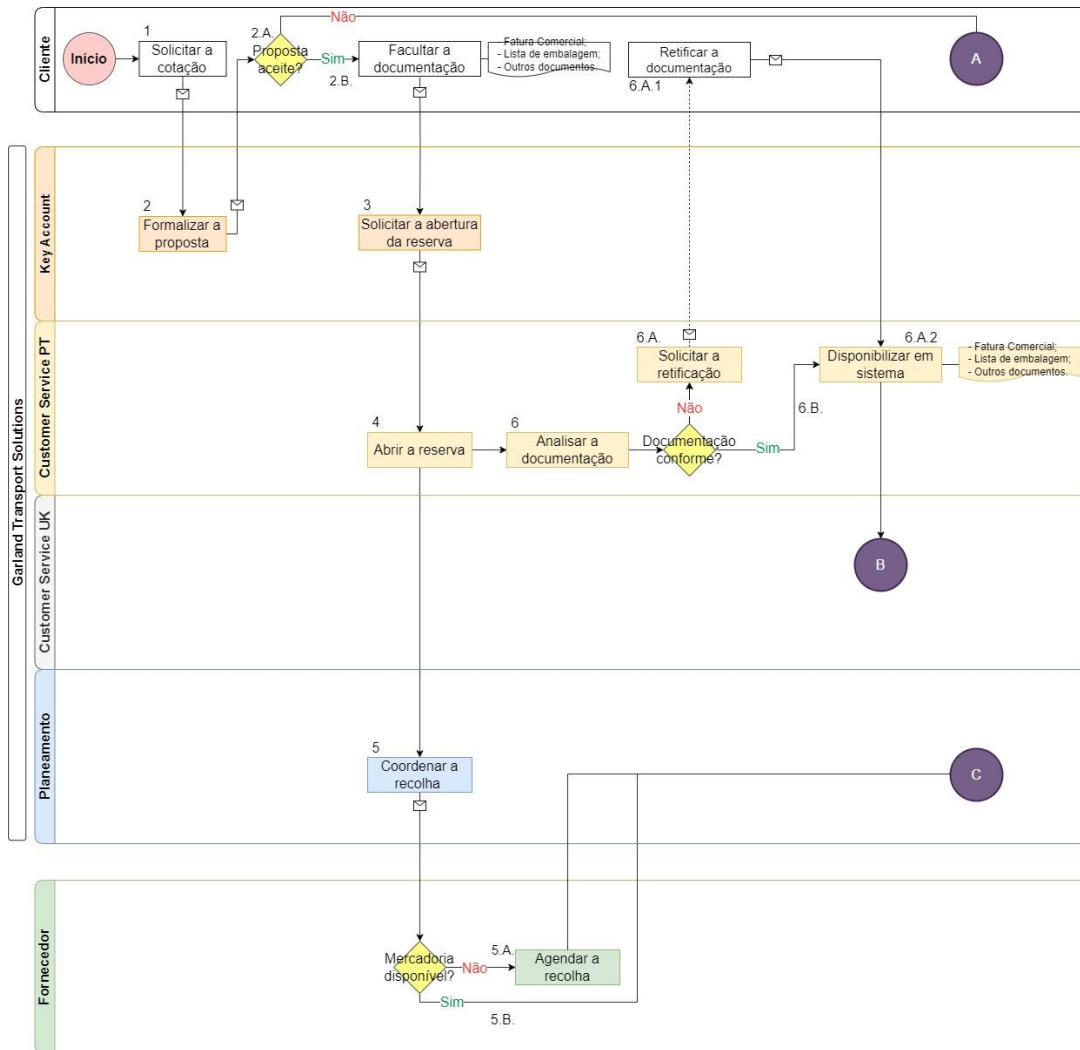 Cliente
Início
1
Solicitar a
cotação
2.A.
Proposta
aceite?
Não
Sim
2.B.
Facultar a
documentação
- Fatura Comercial;
- Lista de embalagem;
- Outros documentos.
Retificar a
documentação
6.A.1
A
Garland Transport Solutions
Key Account
2
Formalizar a
proposta
3
Solicitar a abertura
da reserva
Customer Service PT
6.A.
Solicitar a
retificação
Não
6.A.2
Disponibilizar em
sistema
- Fatura Comercial;
- Lista de embalagem;
- Outros documentos.
4
Abrir a reserva
6
Analisar a
documentação
Documentação
conforme?
Sim
6.B.
Customer Service UK
B
Planeamento
5
Coordenar a
recolha
C
Fornecedor
Mercadoria
disponível?
Não
5.A.
Agendar a
recolha
Sim
5.B.